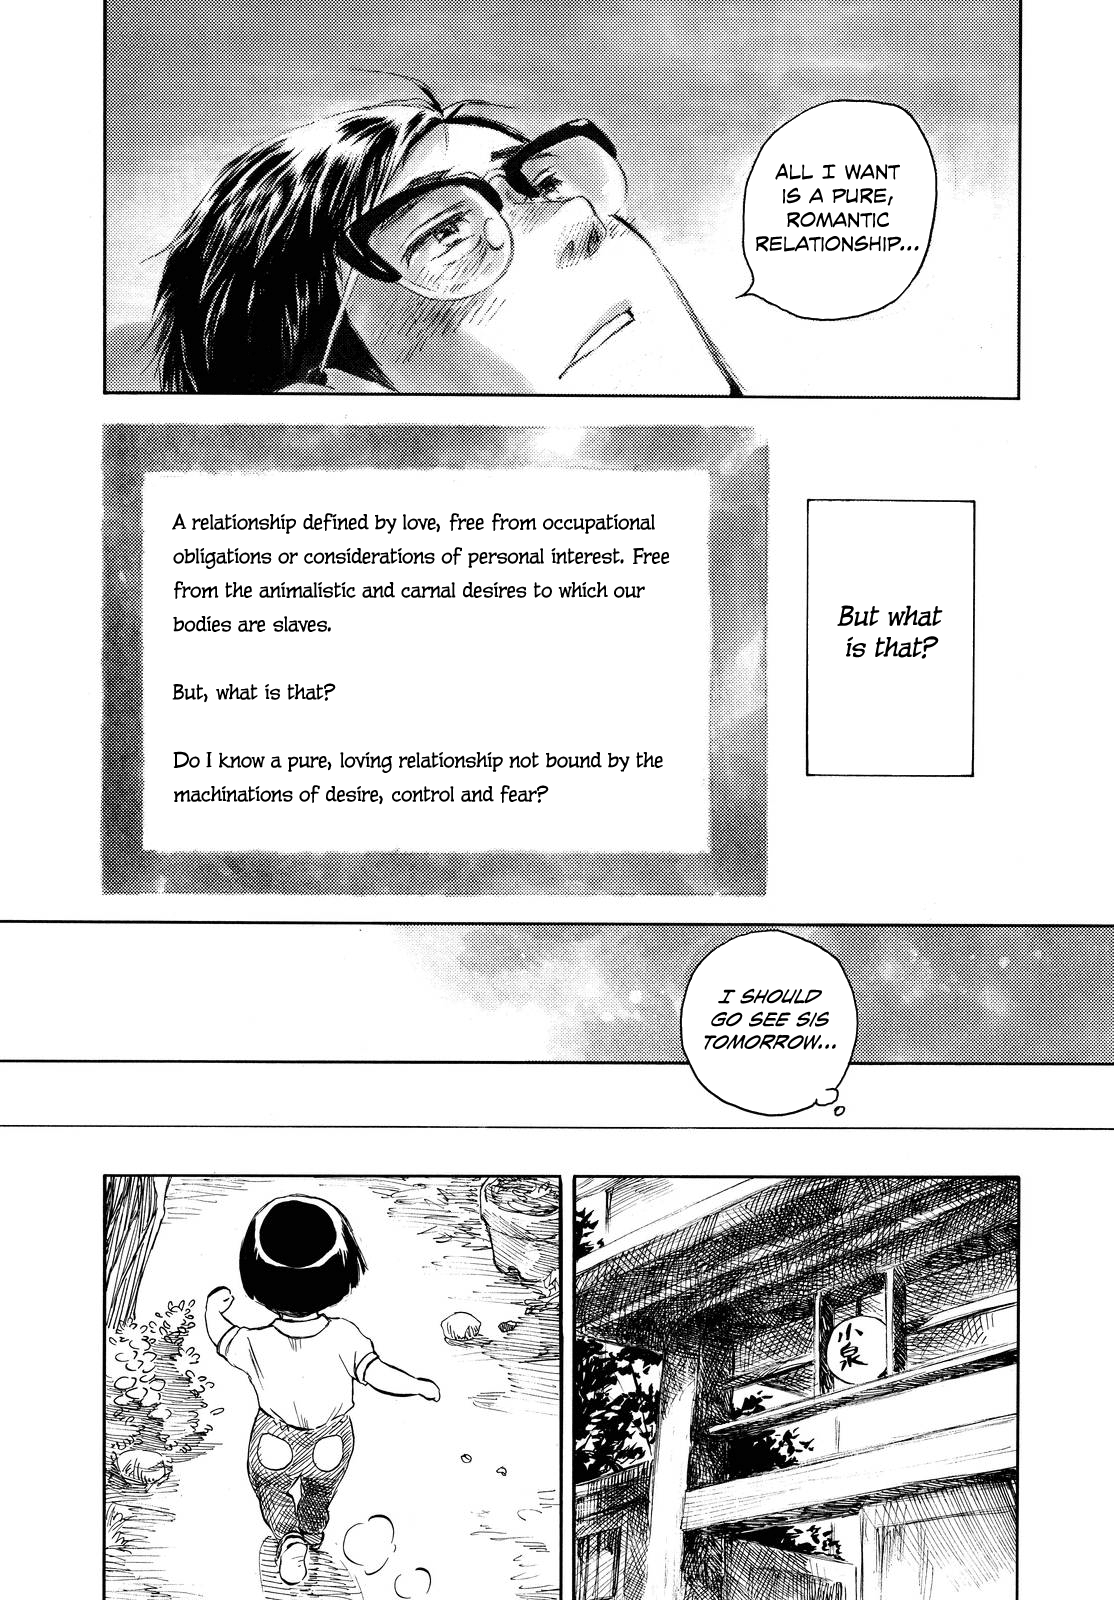 ALL I WANT
IS A PURE,
ROMANTIC
RELATIONSHIP...
But what
is that?
A relationship defined by love, free from occupational
obligations or considerations of personal interest. Free
from the animalistic and carnal desires to which our
bodies are slaves.
But, what is that?
Do I know a pure, loving relationship not bound by the
machinations of desire, control and fear?
I SHOULD
GO SEE SIS
TOMORROW...
小
泉